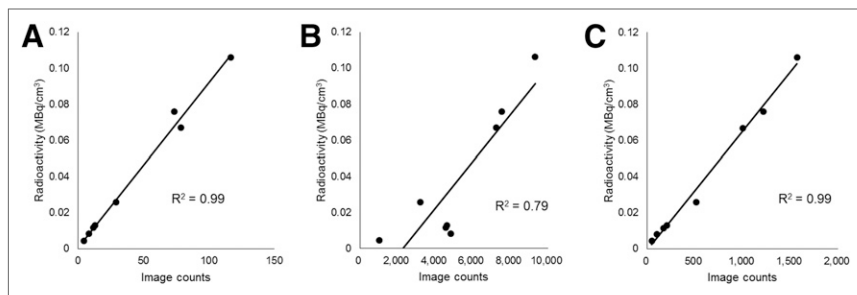 A
Radioactivity (MBq/cm³)
0.12
0.10
0.08
0.06
0.04
0.02
0
R² = 0.99
0 50 100 150
Image counts
B
Radioactivity (MBq/cm³)
0.12
0.10
0.08
0.06
0.04
0.02
0
R² = 0.79
0 2,000 4,000 6,000 8,000 10,000
Image counts
C
Radioactivity (MBq/cm³)
0.12
0.10
0.08
0.06
0.04
0.02
0
R² = 0.99
0 500 1,000 1,500 2,000
Image counts